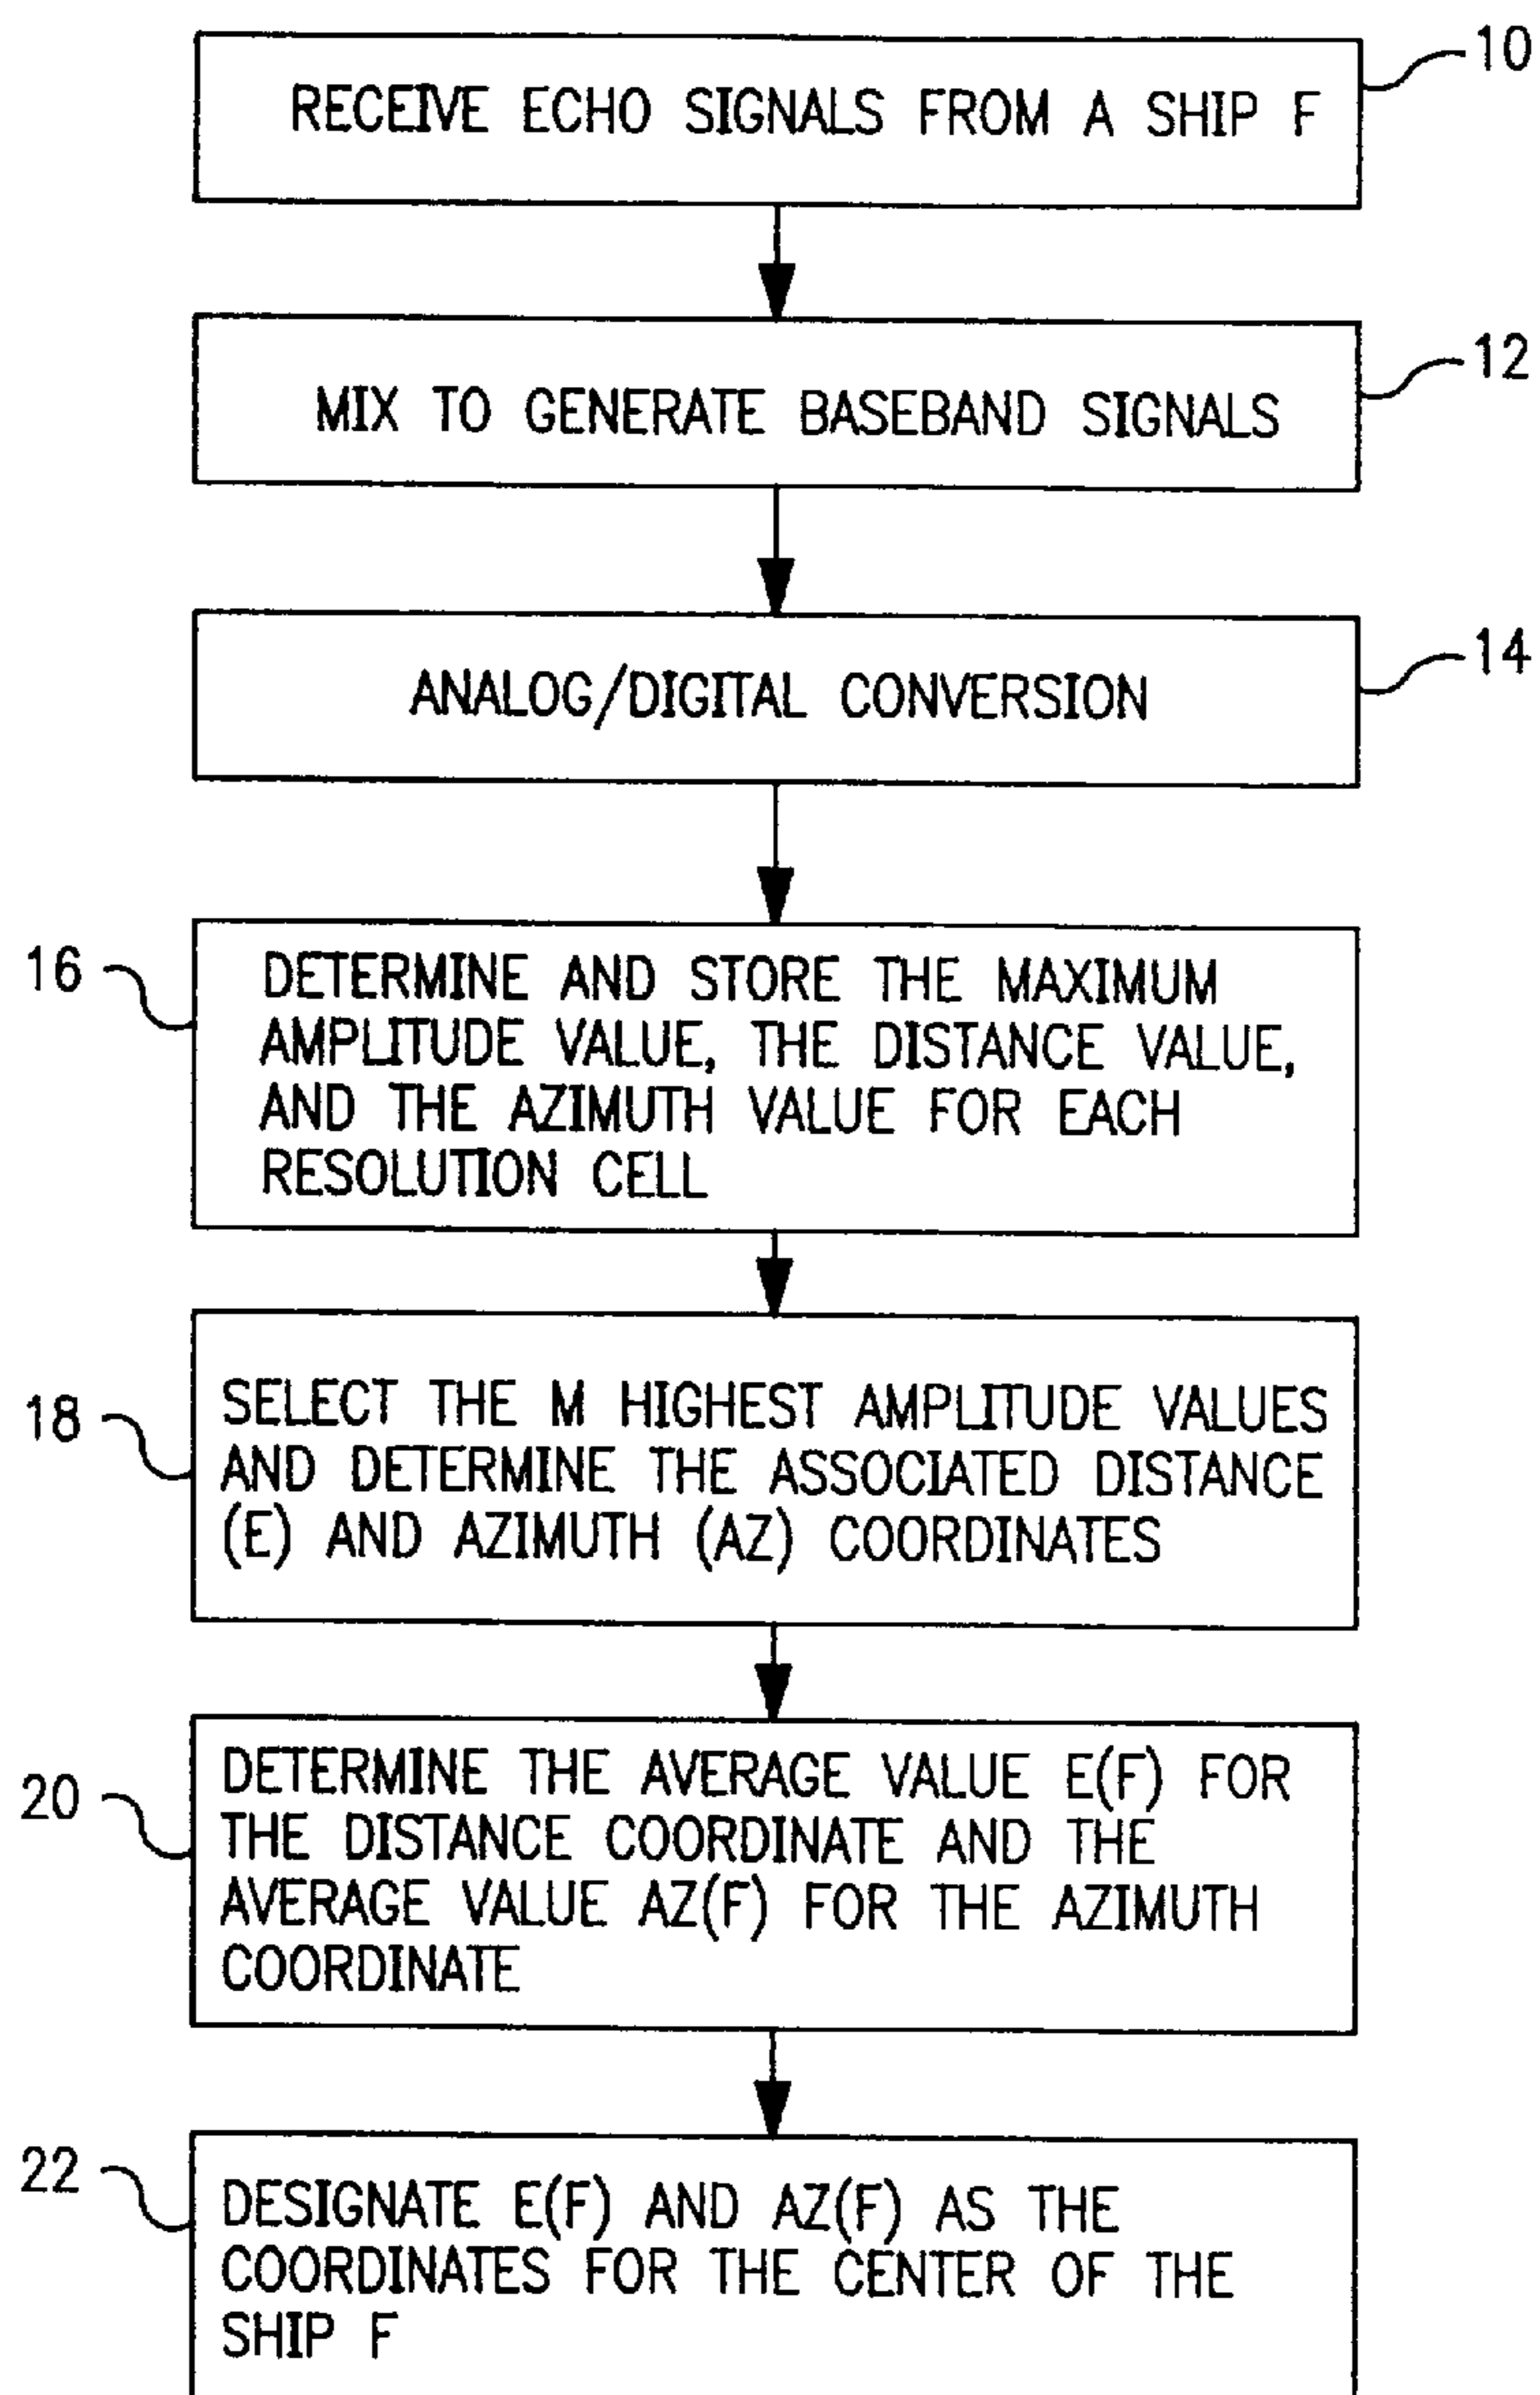 10
RECEIVE ECHO SIGNALS FROM A SHIP F
12
MIX TO GENERATE BASEBAND SIGNALS
14
ANALOG/DIGITAL CONVERSION
16
DETERMINE AND STORE THE MAXIMUM
AMPLITUDE VALUE, THE DISTANCE VALUE,
AND THE AZIMUTH VALUE FOR EACH
RESOLUTION CELL
18
SELECT THE M HIGHEST AMPLITUDE VALUES
AND DETERMINE THE ASSOCIATED DISTANCE
(E) AND AZIMUTH (AZ) COORDINATES
20
DETERMINE THE AVERAGE VALUE E(F) FOR
THE DISTANCE COORDINATE AND THE
AVERAGE VALUE AZ(F) FOR THE AZIMUTH
COORDINATE
22
DESIGNATE E(F) AND AZ(F) AS THE
COORDINATES FOR THE CENTER OF THE
SHIP F